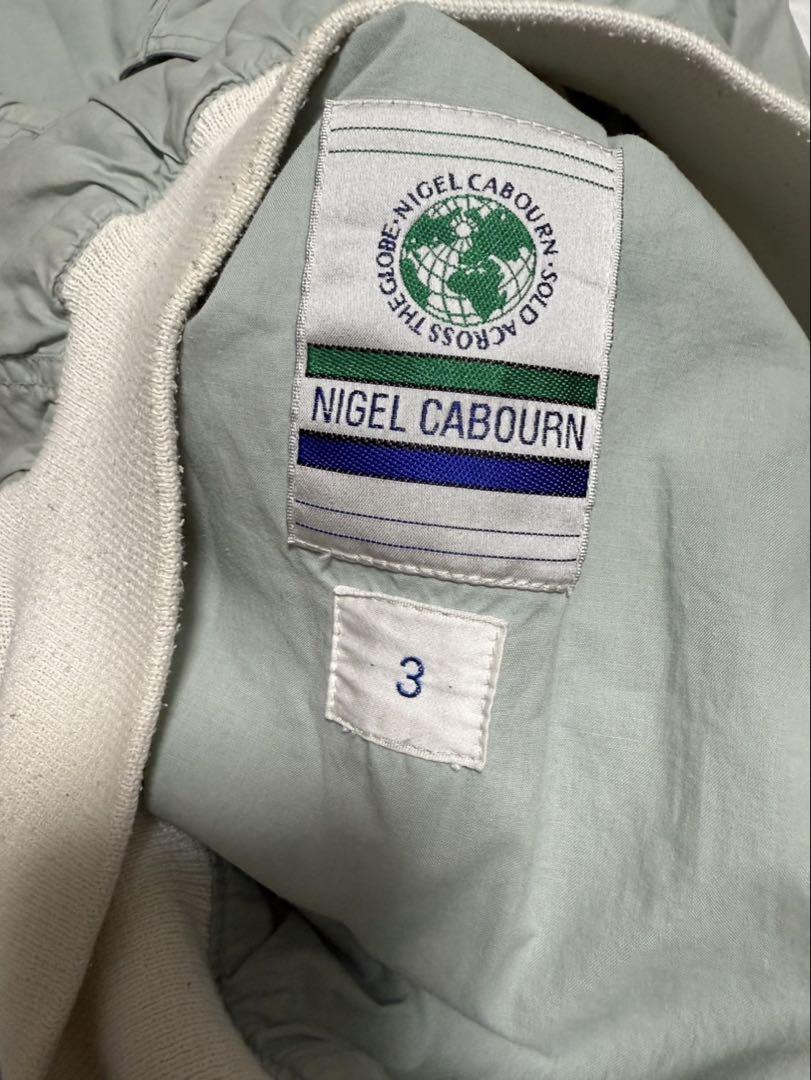 ·NIGEL CABOURN·SOLD ACROSS THE GLOBE
NIGEL CABOURN
3